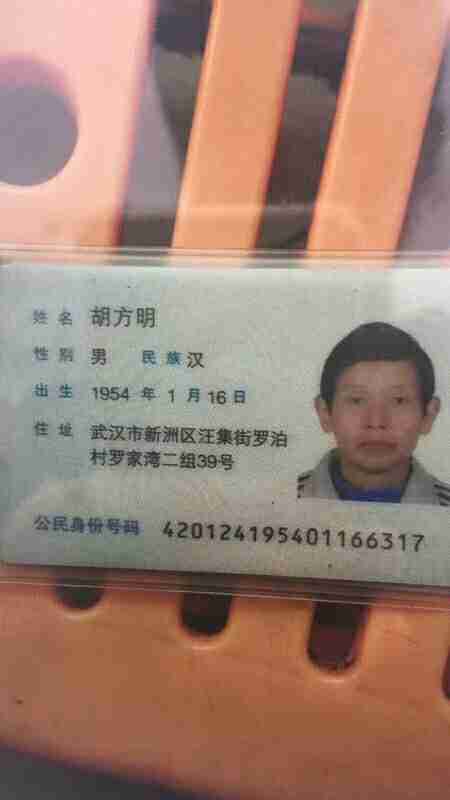 姓名 胡方明
性别 男 民族 汉
出生 1954 年 1 月 16 日
住址 武汉市新洲区汪集街罗泊
村罗家湾二组39号
公民身份号码 420124195401166317